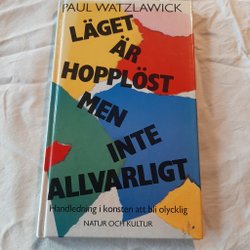 PAUL WATZLAWICK
LÄGET
ÄR
HOPPLÖST
MEN
INTE
ALLVARLIGT
Handledning i konsten att bli olycklig
NATUR OCH KULTUR